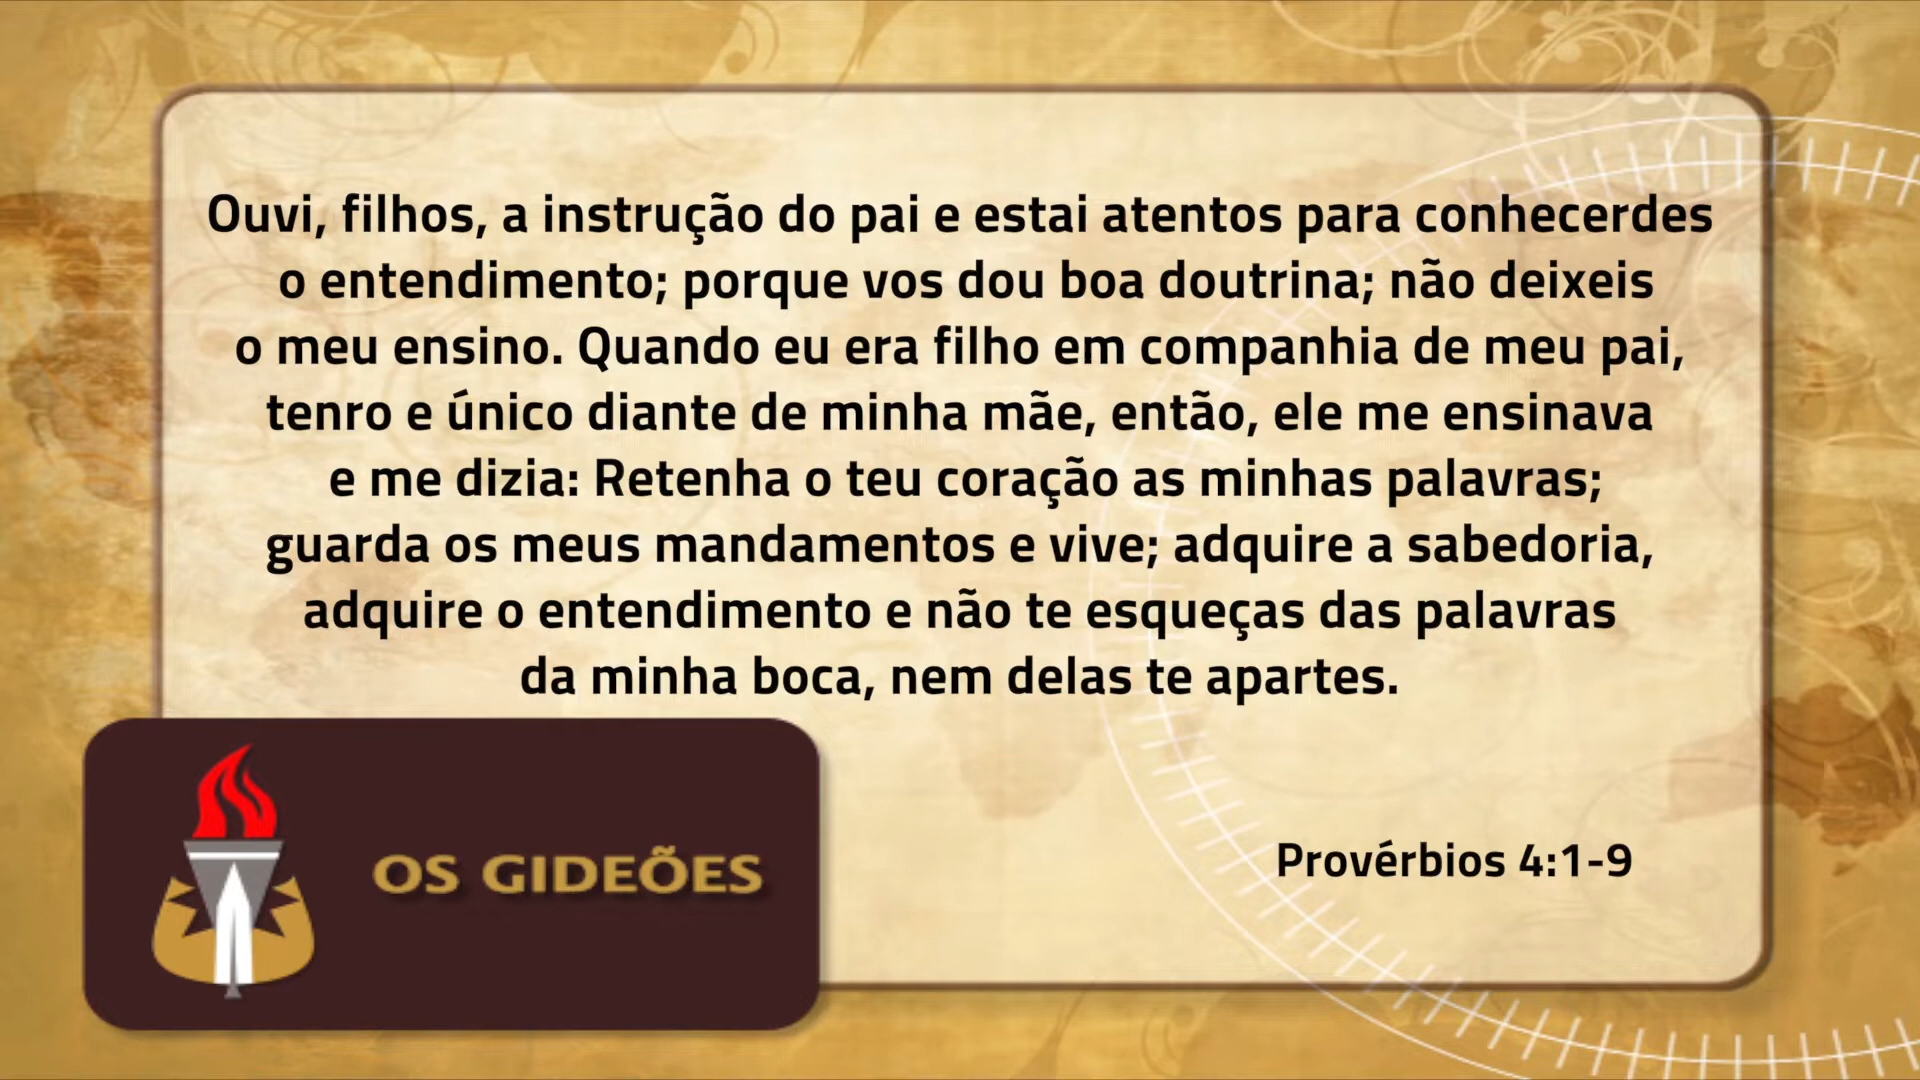 Ouvi, filhos, a instrução do pai e estai atentos para conhecerdes
o entendimento; porque vos dou boa doutrina; não deixeis
o meu ensino. Quando eu era filho em companhia de meu pai,
tenro e único diante de minha mãe, então, ele me ensinava
e me dizia: Retenha o teu coração as minhas palavras;
guarda os meus mandamentos e vive; adquire a sabedoria,
adquire o entendimento e não te esqueças das palavras
da minha boca, nem delas te apartes.
OS GIDEÕES
Provérbios 4:1-9